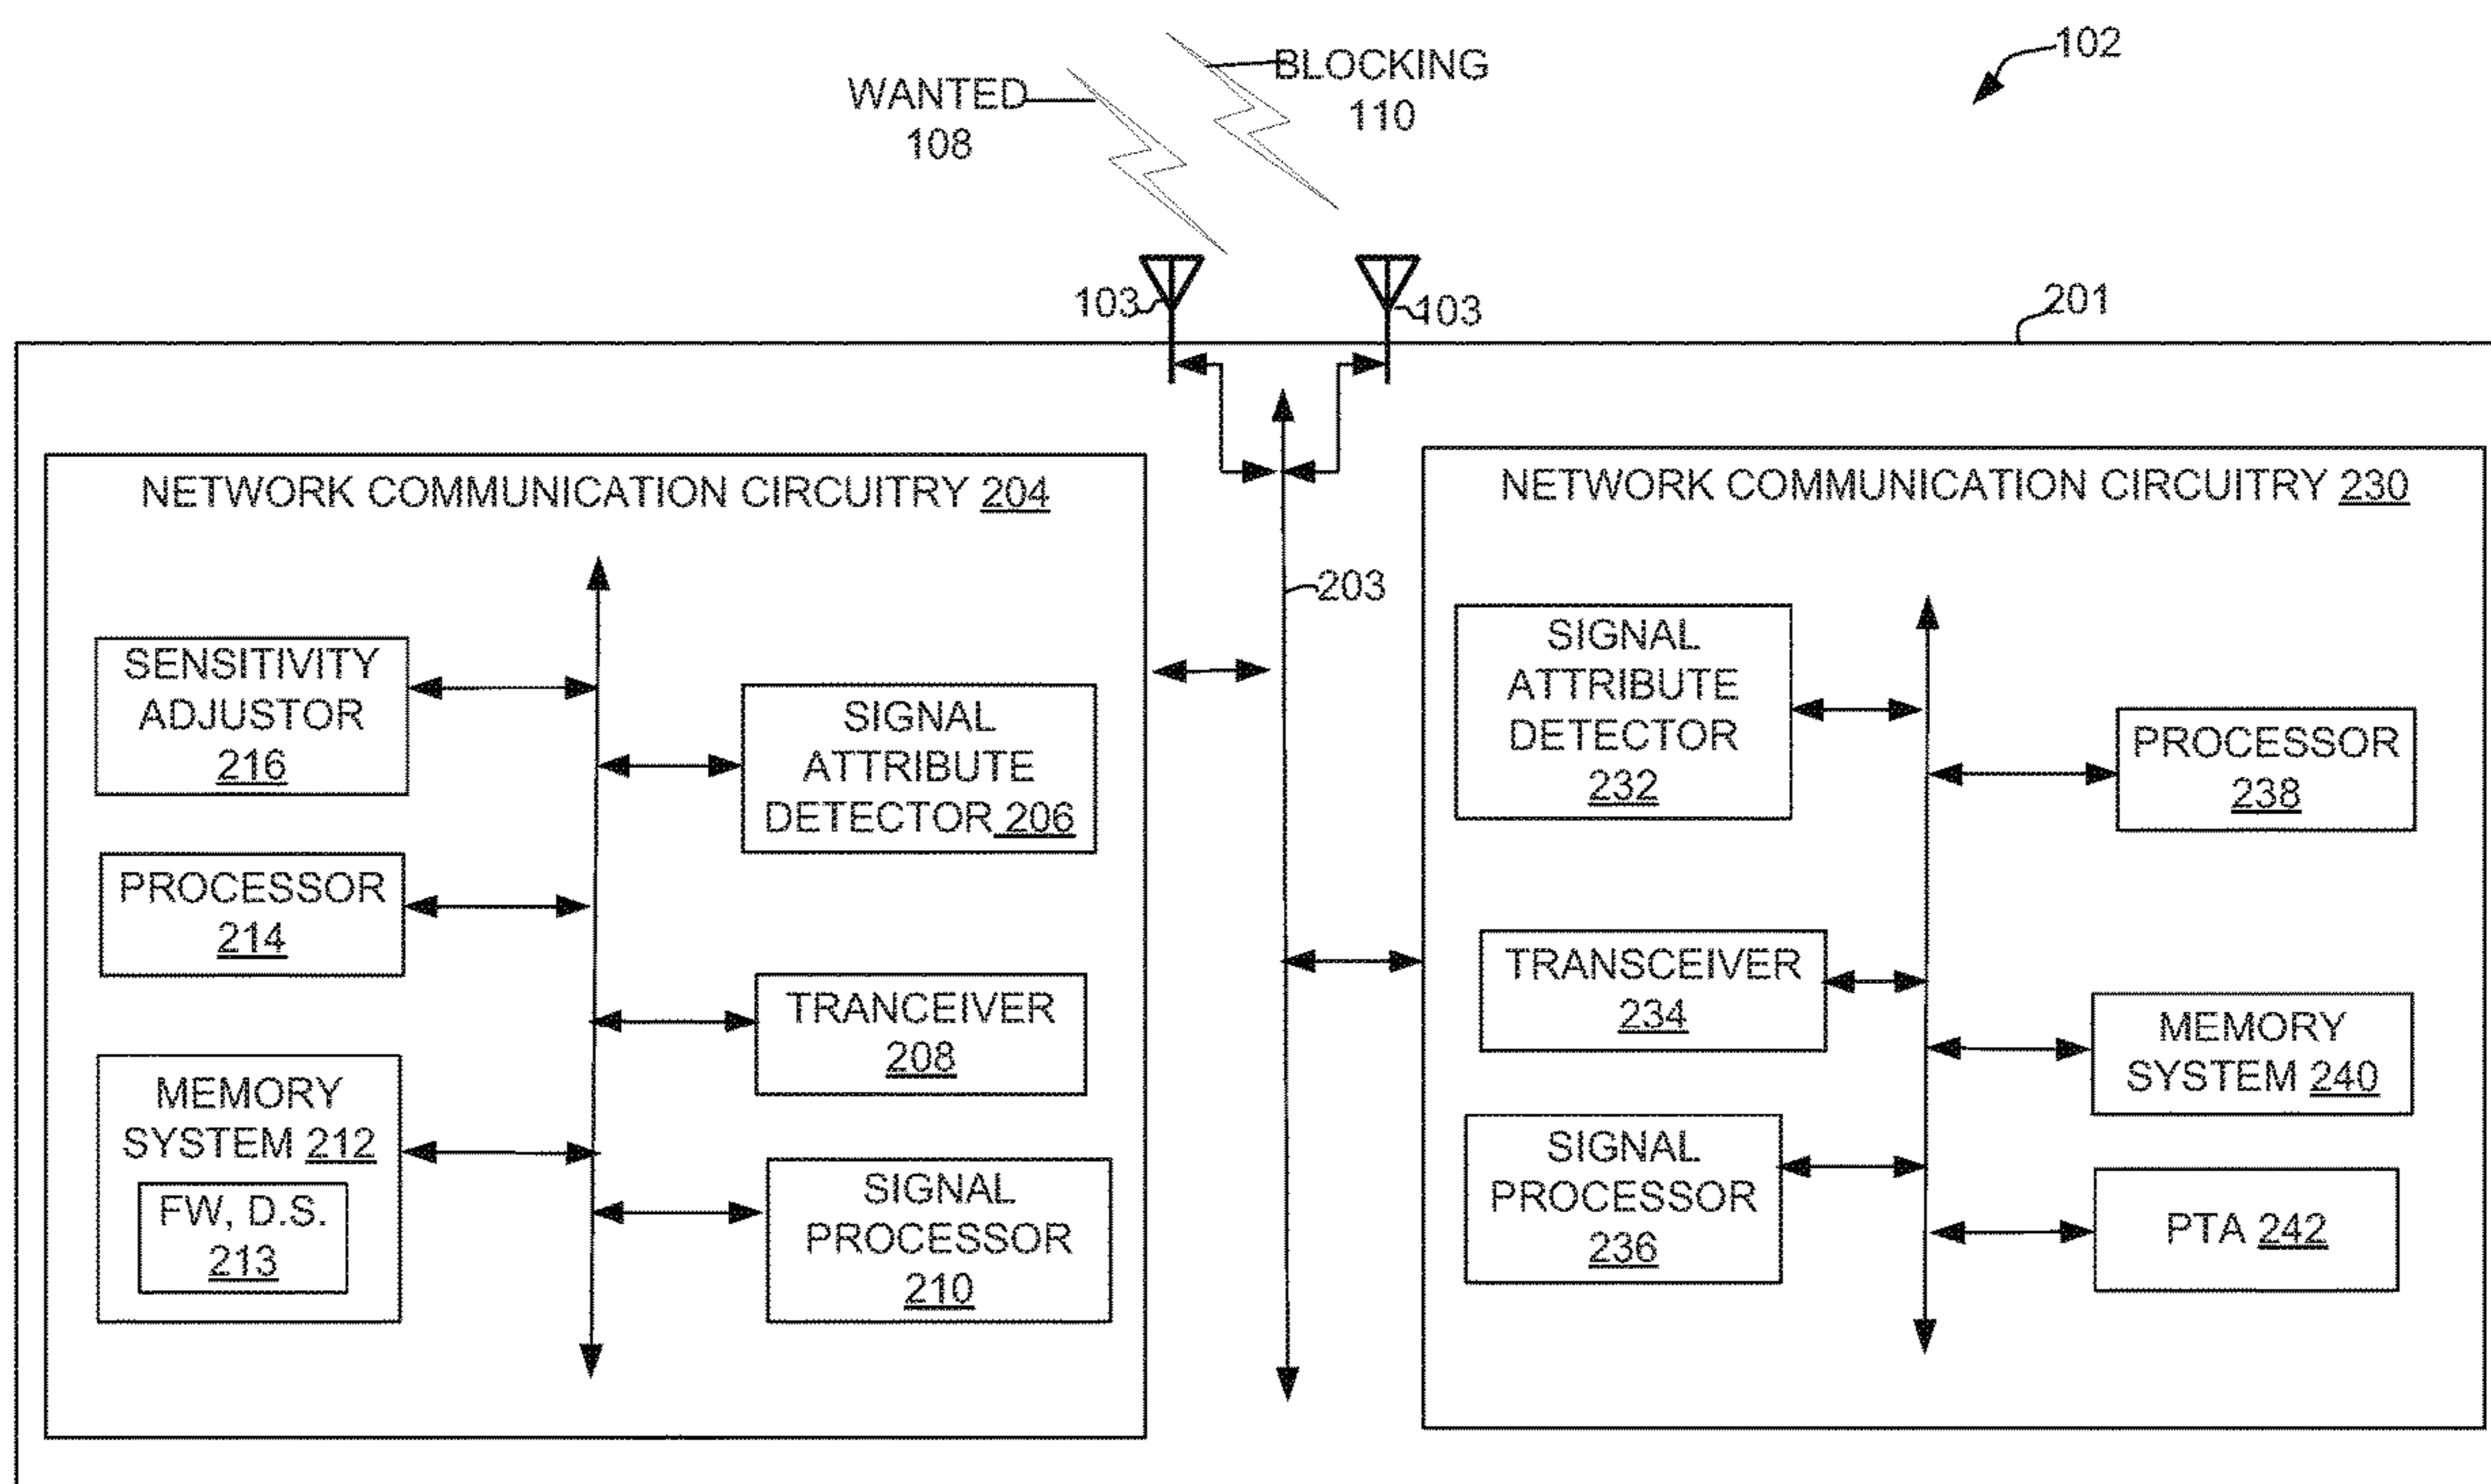 102
BLOCKING
110
WANTED
108
103
103
201
NETWORK COMMUNICATION CIRCUITRY 204
SENSITIVITY
ADJUSTOR
216
SIGNAL
ATTRIBUTE
DETECTOR 206
PROCESSOR
214
TRANCEIVER
208
MEMORY
SYSTEM 212
FW, D.S.
213
SIGNAL
PROCESSOR
210
203
NETWORK COMMUNICATION CIRCUITRY 230
SIGNAL
ATTRIBUTE
DETECTOR
232
PROCESSOR
238
TRANSCEIVER
234
MEMORY
SYSTEM 240
SIGNAL
PROCESSOR
236
PTA 242